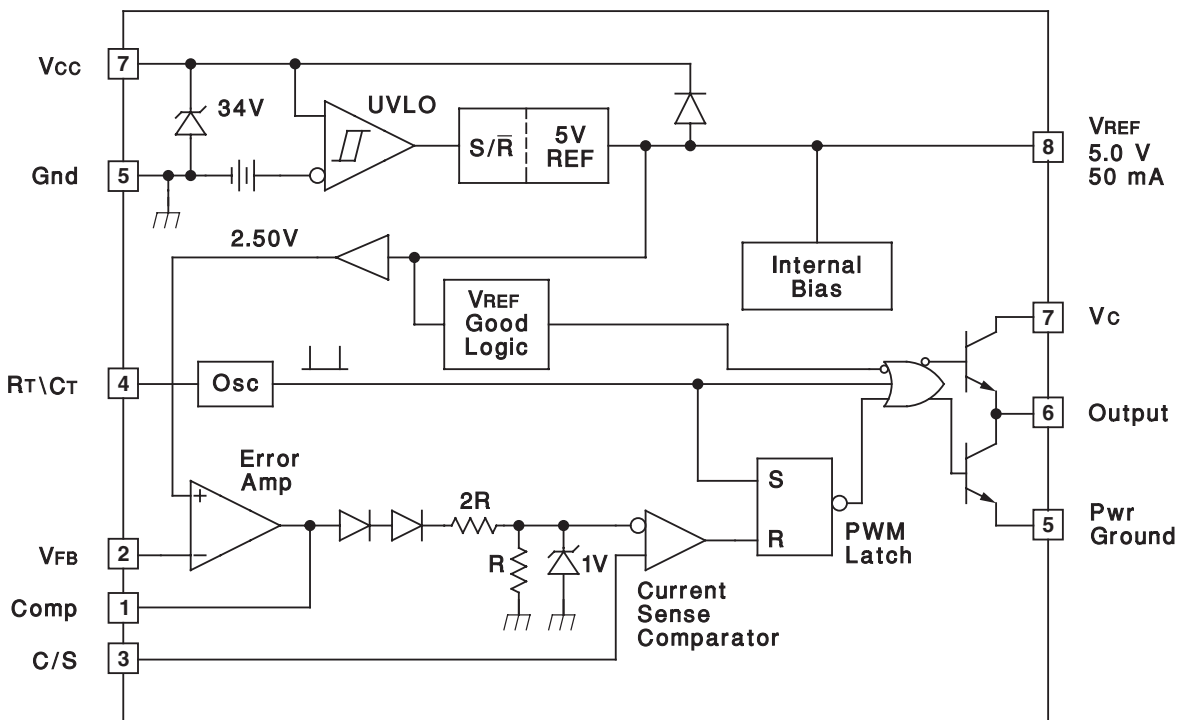 Vcc 7
34V
UVLO
S/R̅
5V
REF
8
VREF
5.0 V
50 mA
Gnd 5
2.50V
Internal
Bias
VREF
Good
Logic
7 Vc
RT\CT 4
Osc
6 Output
Error
Amp
+
−
VFB 2
2R
R
1V
S
R
PWM
Latch
5
Pwr
Ground
Comp 1
Current
Sense
Comparator
C/S 3